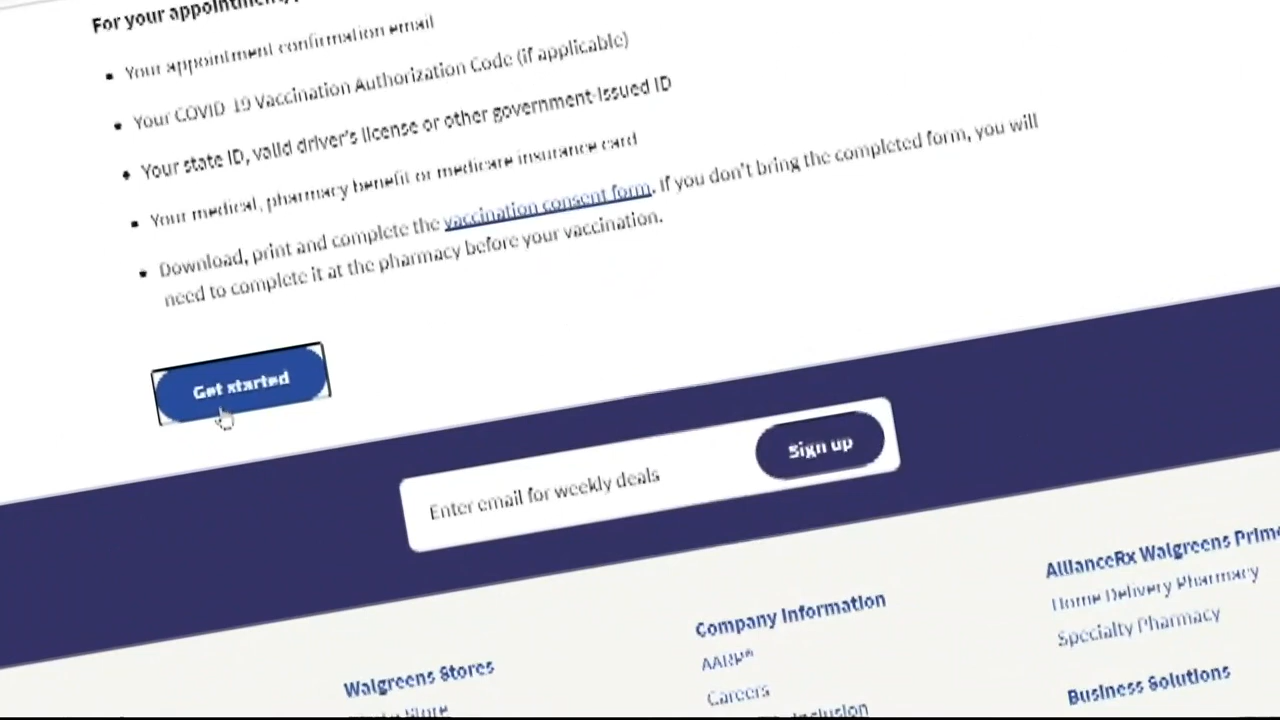 For your appointment,
Your appointment confirmation email
Your COVID-19 Vaccination Authorization Code (if applicable)
Your state ID, valid driver's license or other government-issued ID
Your medical, pharmacy benefit or medicare insurance card
Download, print and complete the vaccination consent form. If you don't bring the completed form, you will
need to complete it at the pharmacy before your vaccination.
Get started
Enter email for weekly deals
Sign up
AllianceRx Walgreens Prime
Home Delivery Pharmacy
Specialty Pharmacy
Business Solutions
Company Information
AARP®
Careers
Inclusion
Walgreens Stores
Store